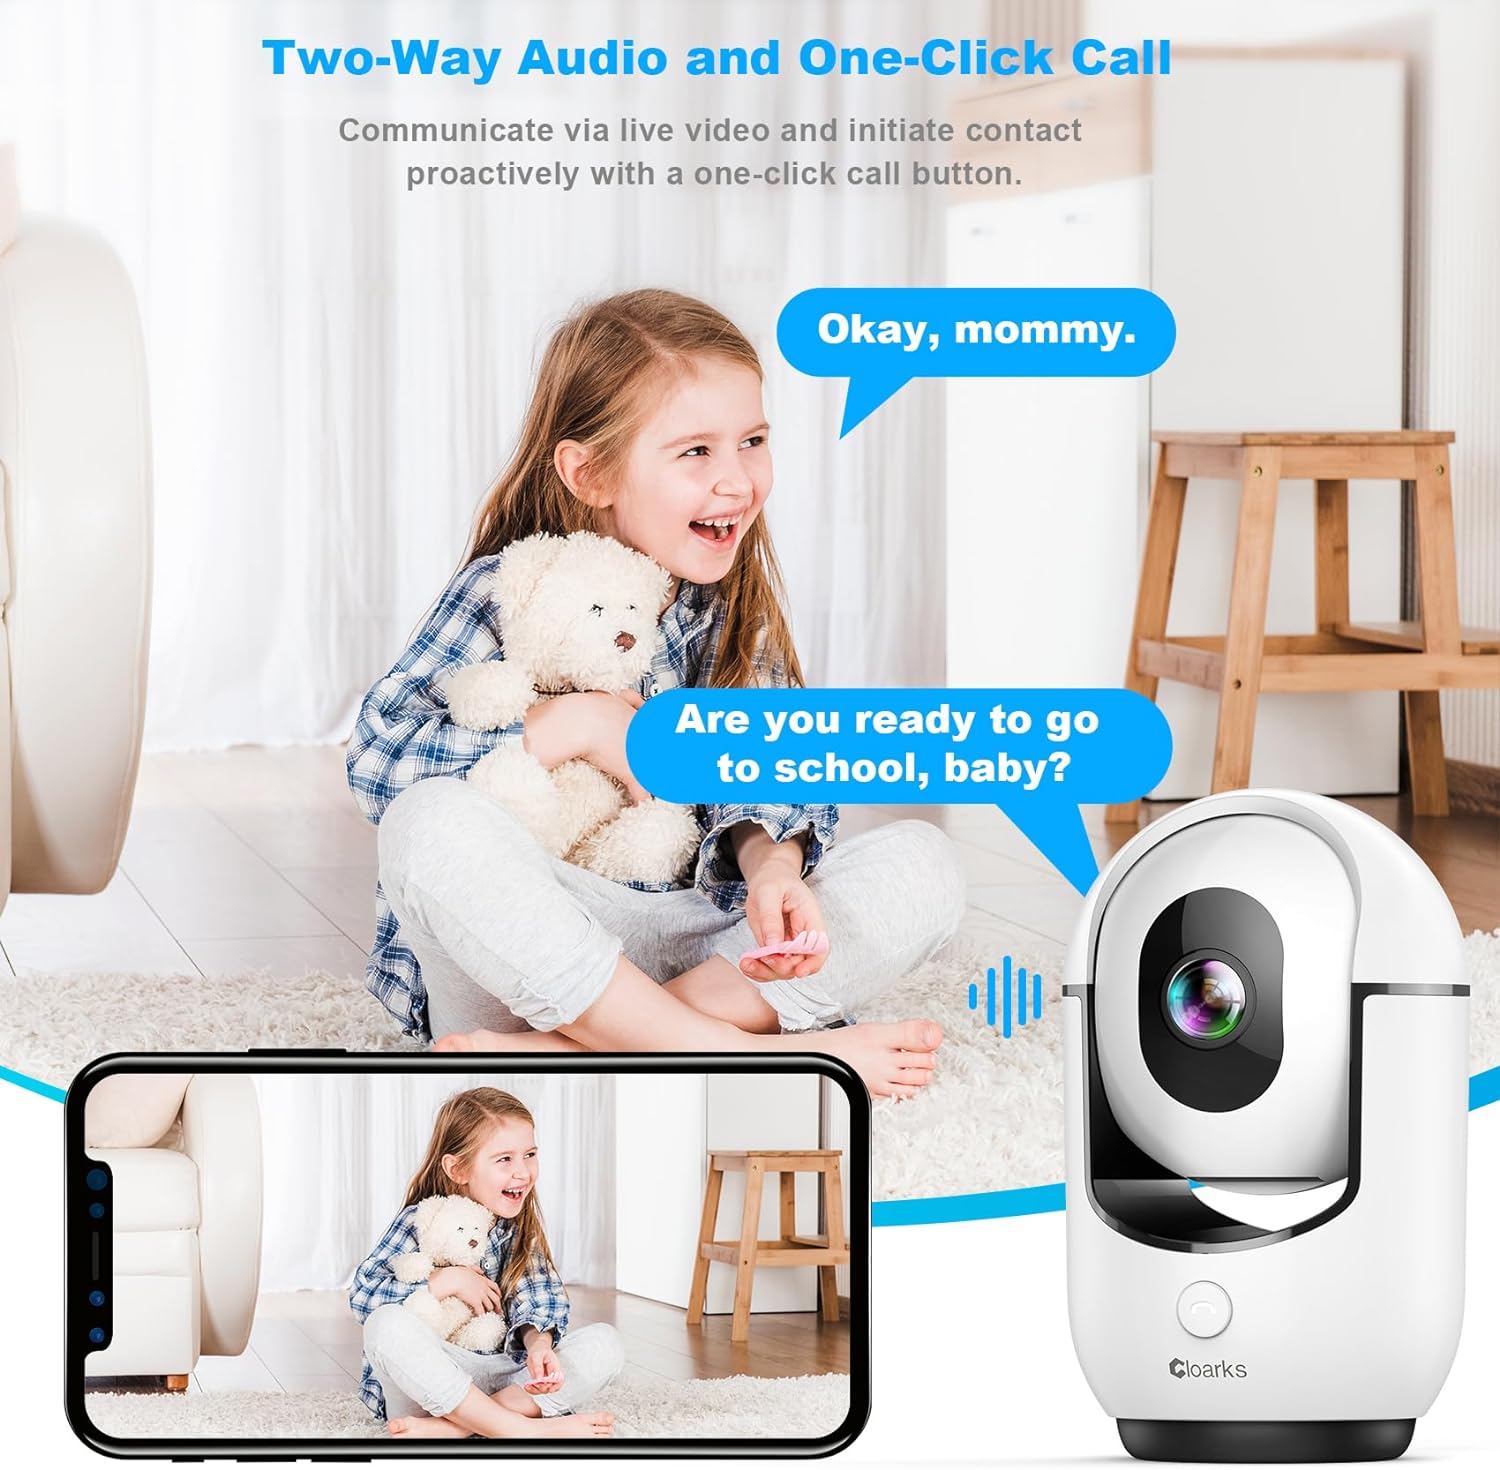 Two-Way Audio and One-Click Call
Communicate via live video and initiate contact
proactively with a one-click call button.
Okay, mommy.
Are you ready to go
to school, baby?
Cloarks